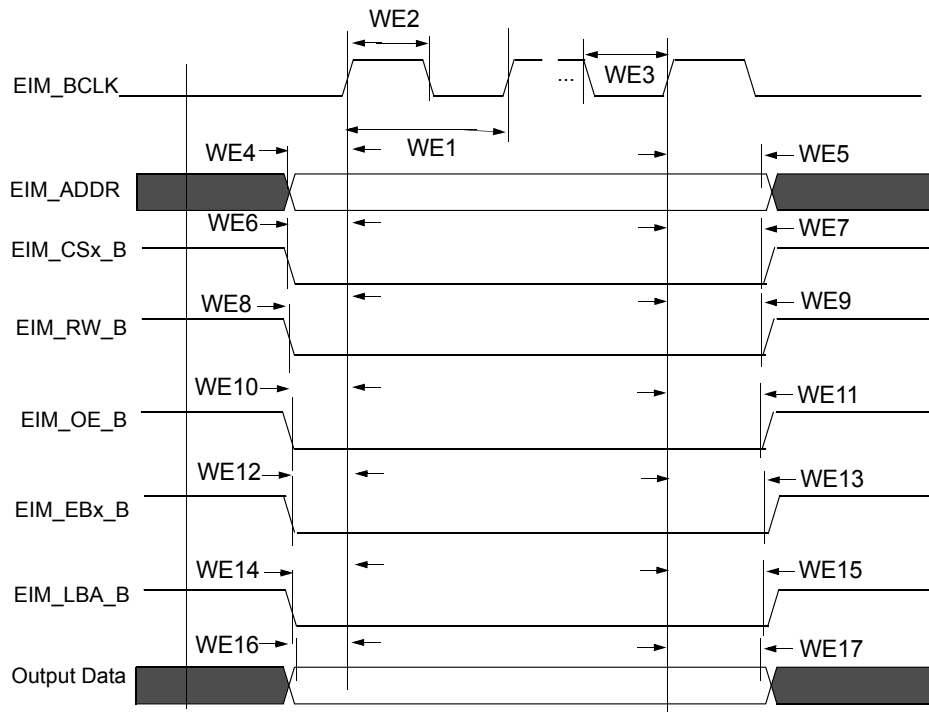 WE2
EIM_BCLK
...
WE3
WE4
WE1
WE5
EIM_ADDR
WE6
WE7
EIM_CSx_B
WE8
WE9
EIM_RW_B
WE10
WE11
EIM_OE_B
WE12
WE13
EIM_EBx_B
WE14
WE15
EIM_LBA_B
WE16
WE17
Output Data